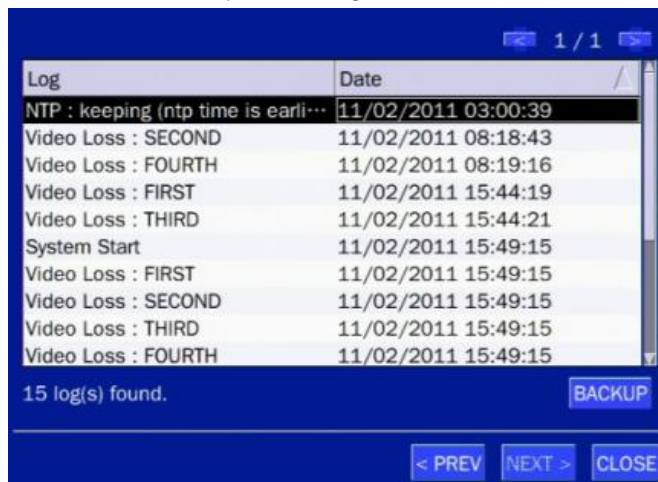 < 1 / 1 >
Log Date
NTP : keeping (ntp time is earli··· 11/02/2011 03:00:39
Video Loss : SECOND 11/02/2011 08:18:43
Video Loss : FOURTH 11/02/2011 08:19:16
Video Loss : FIRST 11/02/2011 15:44:19
Video Loss : THIRD 11/02/2011 15:44:21
System Start 11/02/2011 15:49:15
Video Loss : FIRST 11/02/2011 15:49:15
Video Loss : SECOND 11/02/2011 15:49:15
Video Loss : THIRD 11/02/2011 15:49:15
Video Loss : FOURTH 11/02/2011 15:49:15
15 log(s) found. BACKUP
< PREV NEXT > CLOSE